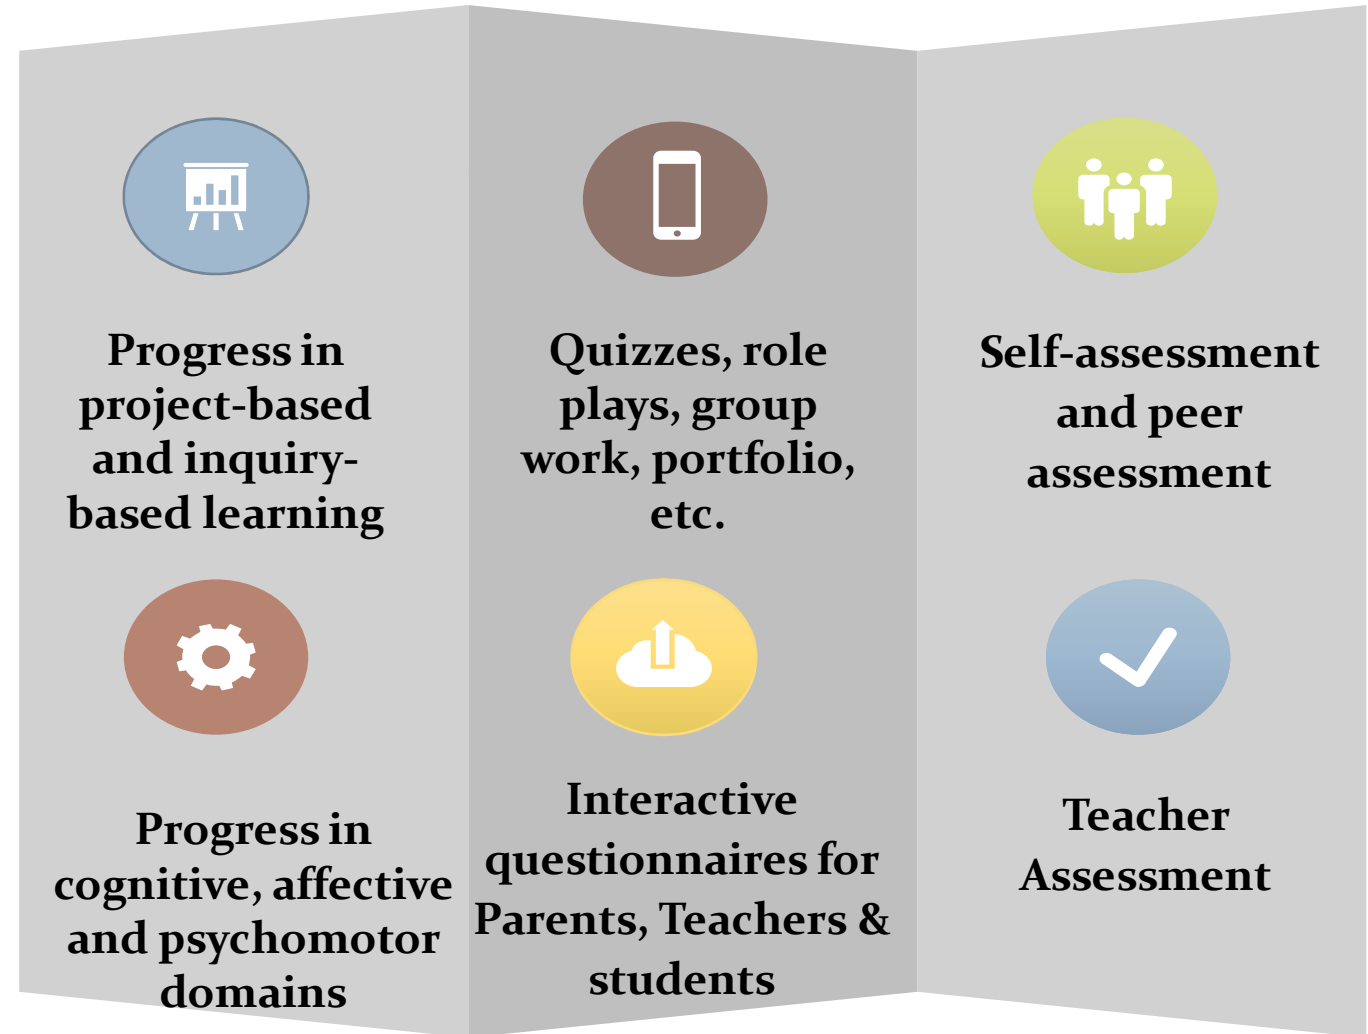 Progress in
project-based
and inquiry-
based learning
Quizzes, role
plays, group
work, portfolio,
etc.
Self-assessment
and peer
assessment
Progress in
cognitive, affective
and psychomotor
domains
Interactive
questionnaires for
Parents, Teachers &
students
Teacher
Assessment